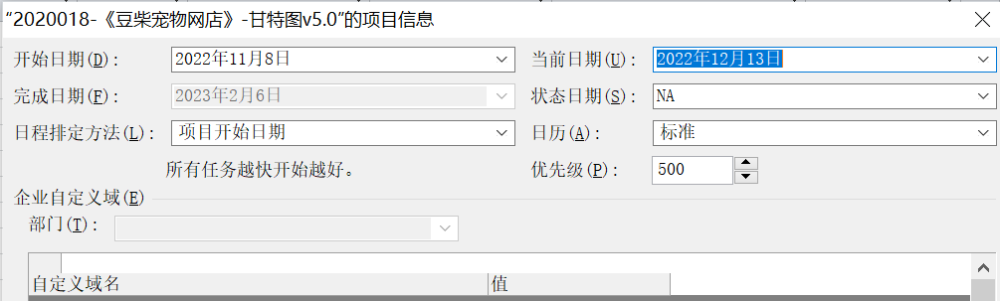 “2020018-《豆柴宠物网店》-甘特图v5.0”的项目信息
开始日期(D): 2022年11月8日 当前日期(U): 2022年12月13日
完成日期(F): 2023年2月6日 状态日期(S): NA
日程排定方法(L): 项目开始日期 日历(A): 标准
所有任务越快开始越好。 优先级(P): 500
企业自定义域(E)
部门(T):
自定义域名 值